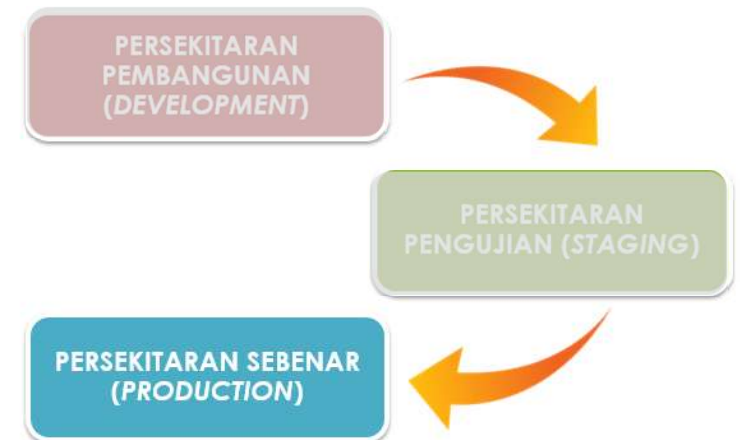 PERSEKITARAN
PEMBANGUNAN
(DEVELOPMENT)
PERSEKITARAN
PENGUJIAN (STAGING)
PERSEKITARAN SEBENAR
(PRODUCTION)